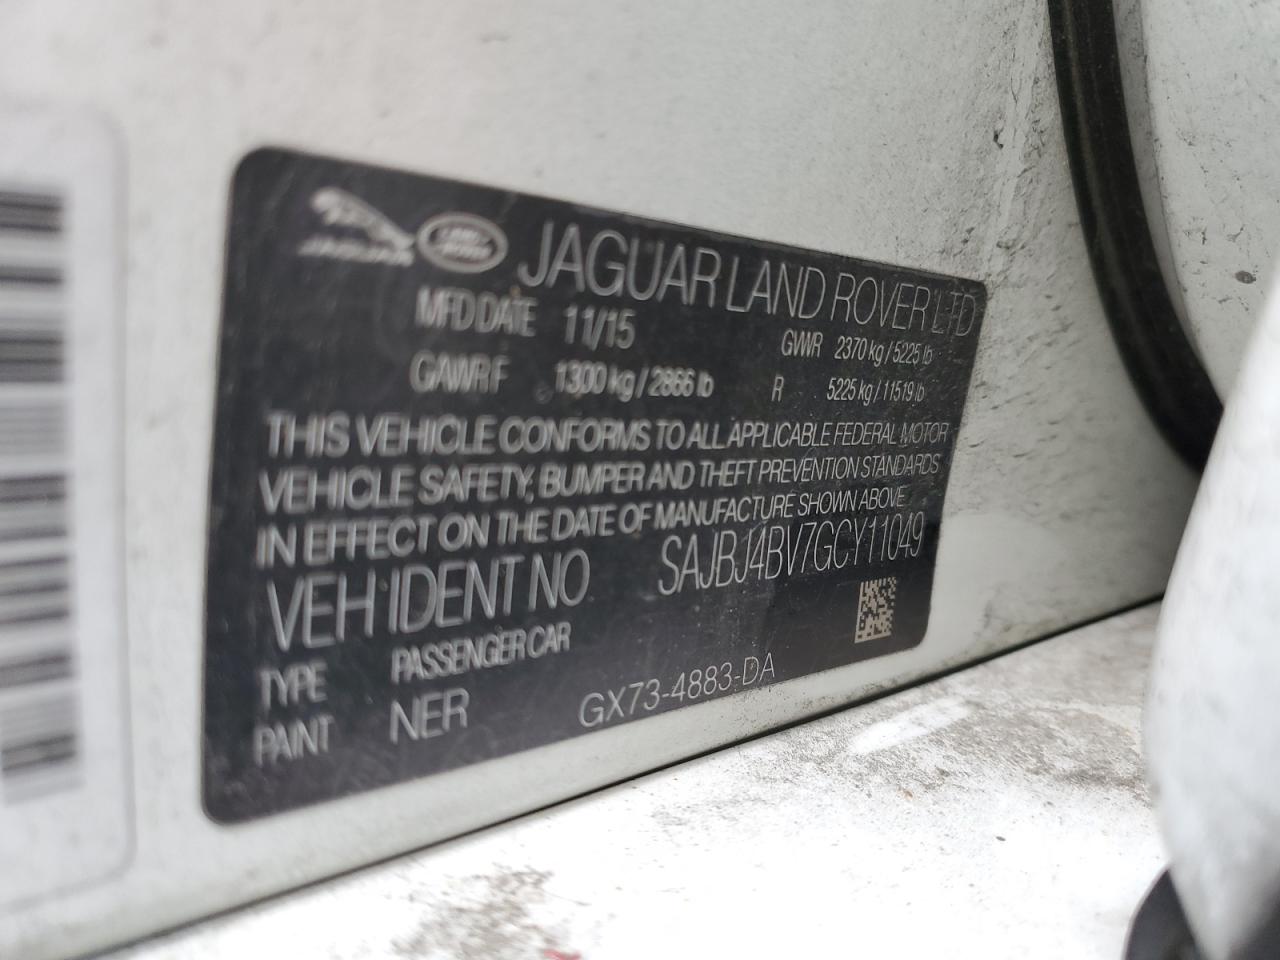 JAGUAR LAND ROVER JAGUAR LAND ROVER LTD
MFD DATE 11/15 GVWR 2370 kg / 5225 lb
GAWR F 1300 kg / 2866 lb R 5225 kg / 11519 lb
THIS VEHICLE CONFORMS TO ALL APPLICABLE FEDERAL MOTOR
VEHICLE SAFETY, BUMPER AND THEFT PREVENTION STANDARDS
IN EFFECT ON THE DATE OF MANUFACTURE SHOWN ABOVE
VEH IDENT NO SAJBJ4BV7GCY11049
TYPE PASSENGER CAR
PAINT NER GX73-4883-DA